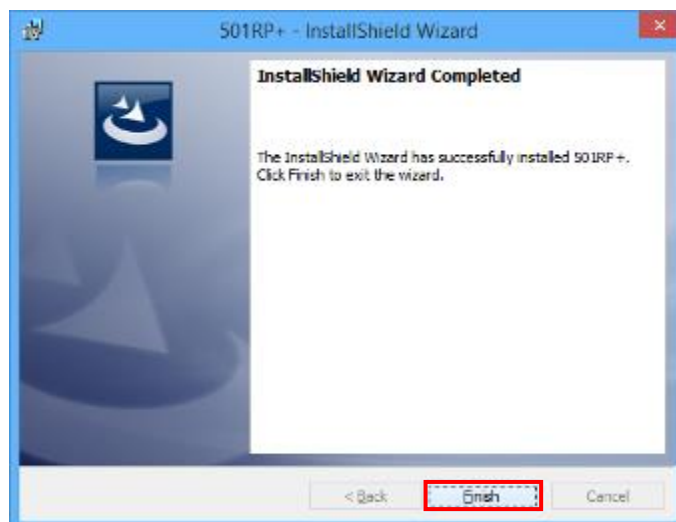 501RP+ - InstallShield Wizard
InstallShield Wizard Completed
The InstallShield Wizard has successfully installed 501RP+.
Click Finish to exit the wizard.
< Back
Finish
Cancel